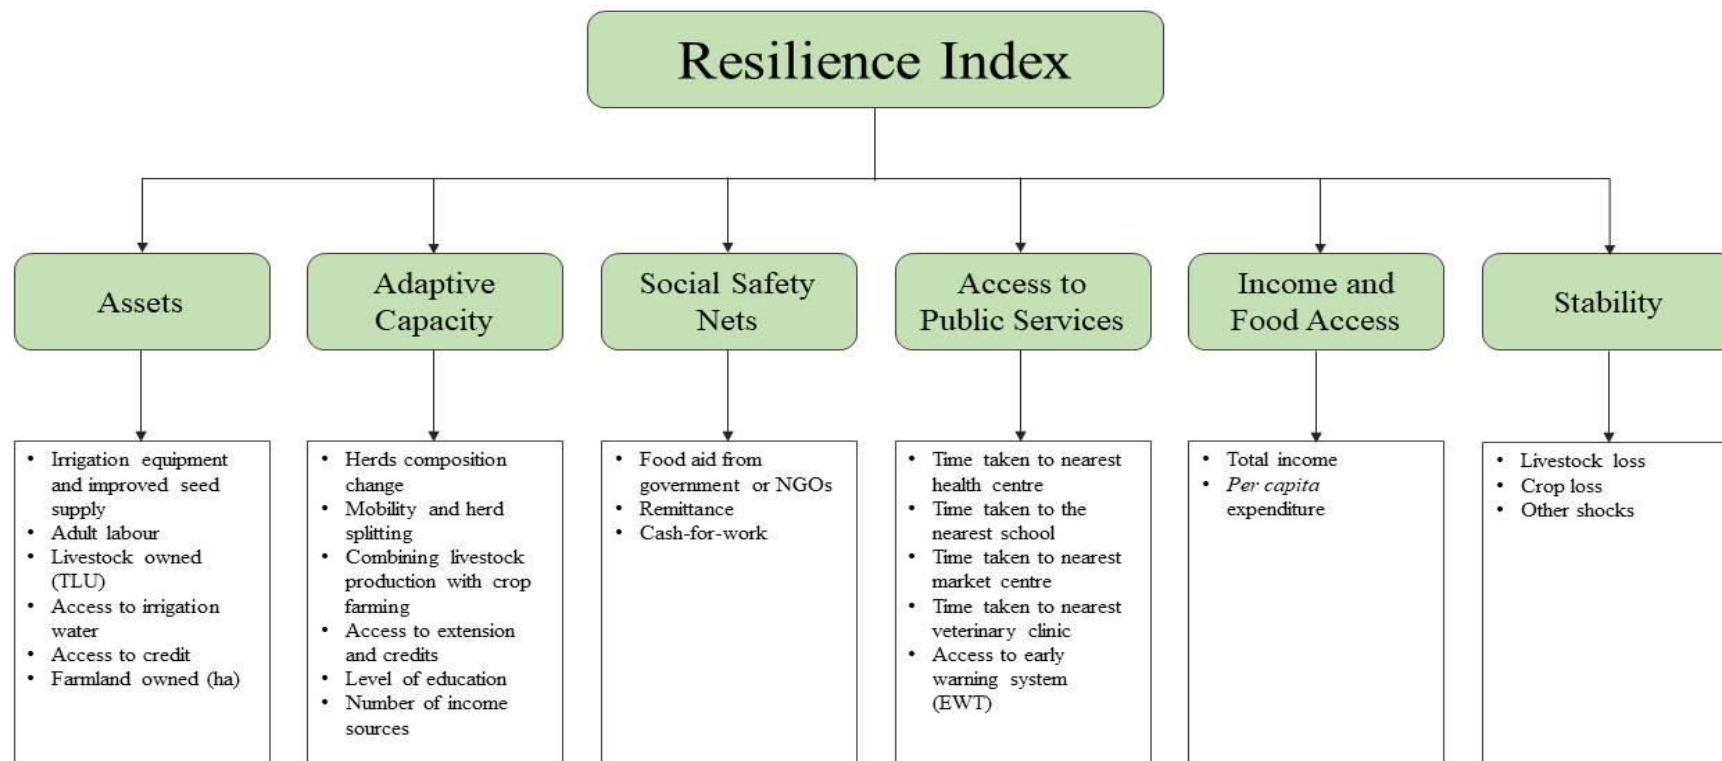 Resilience Index
Assets
Adaptive
Capacity
Social Safety
Nets
Access to
Public Services
Income and
Food Access
Stability
• Irrigation equipment
and improved seed
supply
• Adult labour
• Livestock owned
(TLU)
• Access to irrigation
water
• Access to credit
• Farmland owned (ha)
• Herds composition
change
• Mobility and herd
splitting
• Combining livestock
production with crop
farming
• Access to extension
and credits
• Level of education
• Number of income
sources
• Food aid from
government or NGOs
• Remittance
• Cash-for-work
• Time taken to nearest
health centre
• Time taken to the
nearest school
• Time taken to nearest
market centre
• Time taken to nearest
veterinary clinic
• Access to early
warning system
(EWT)
• Total income
• Per capita
expenditure
• Livestock loss
• Crop loss
• Other shocks